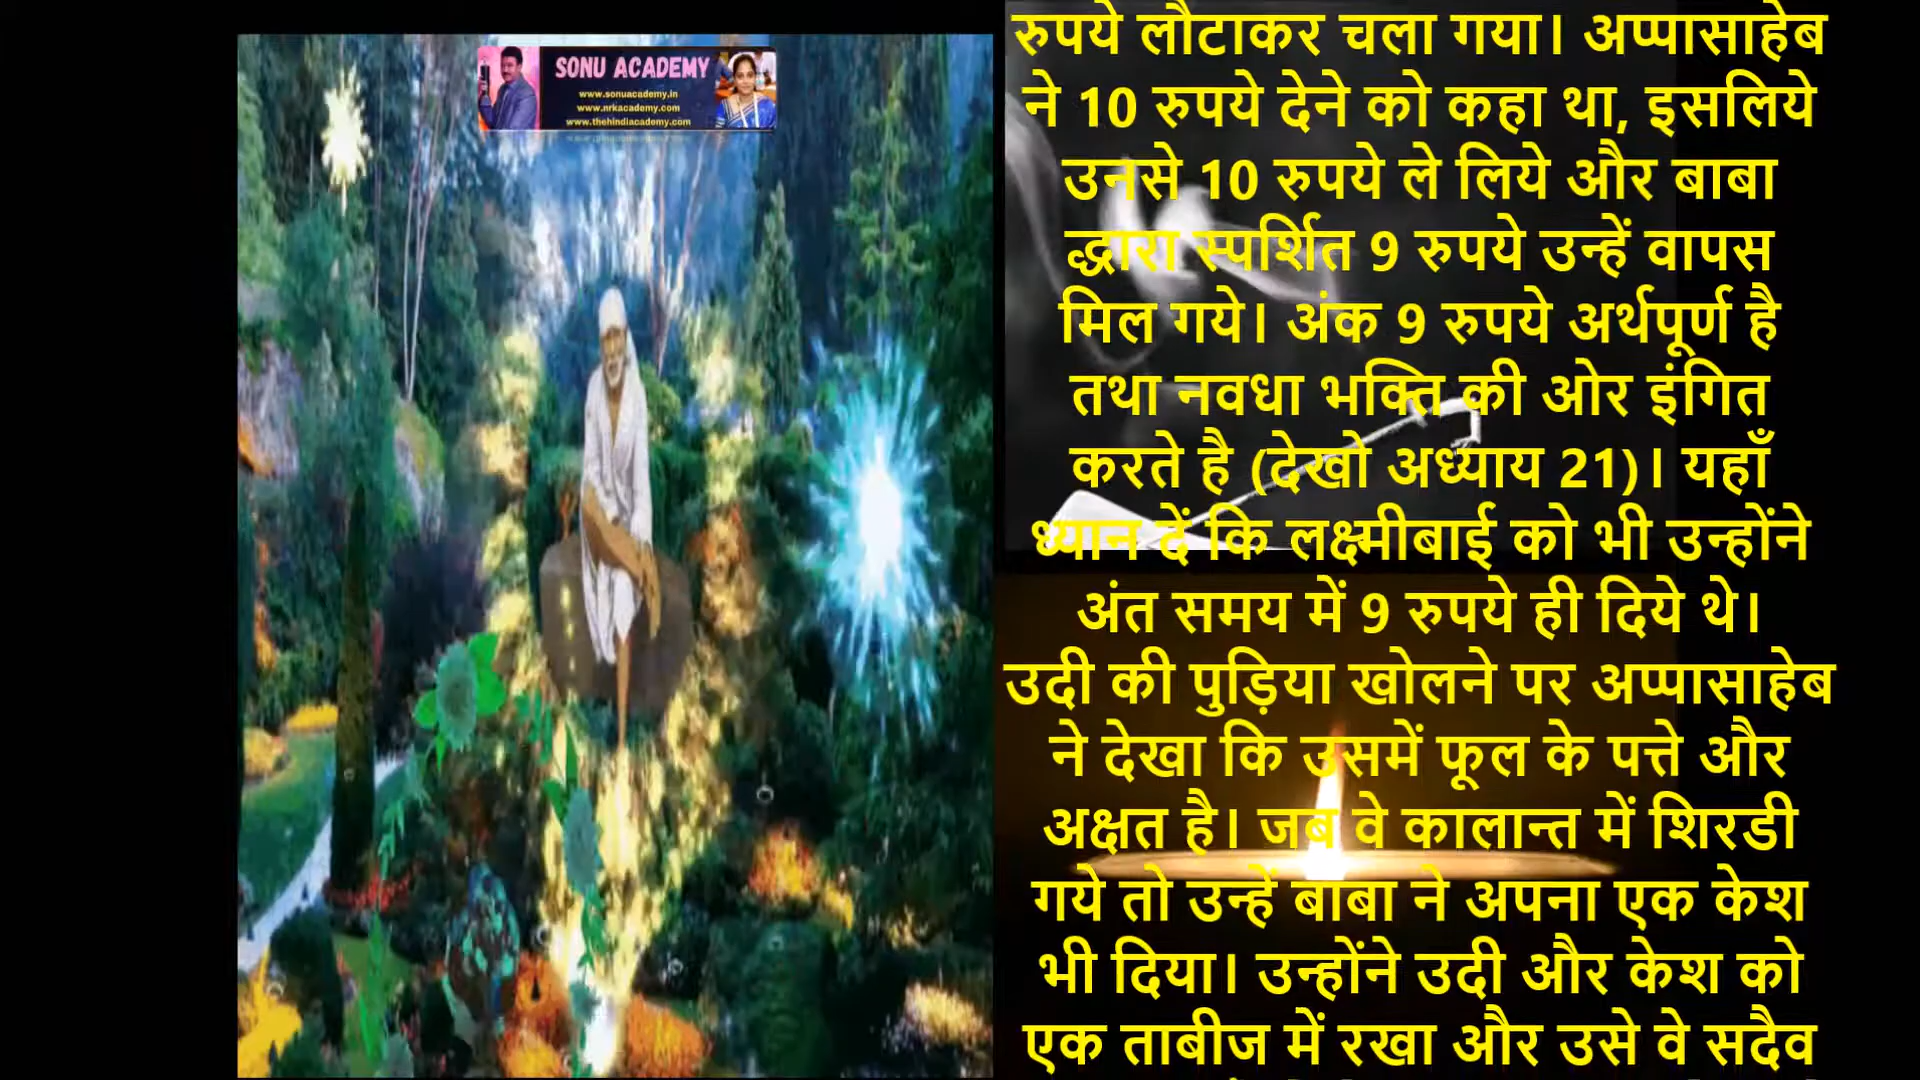 SONU ACADEMY
www.sonuacademy.in
www.nrkacademy.com
www.thehindiacademy.com
रुपये लौटाकर चला गया। अप्पासाहेब
ने 10 रुपये देने को कहा था, इसलिये
उनसे 10 रुपये ले लिये और बाबा
द्धारा स्पर्शित 9 रुपये उन्हें वापस
मिल गये। अंक 9 रुपये अर्थपूर्ण है
तथा नवधा भक्ति की ओर इंगित
करते है (देखो अध्याय 21)। यहाँ
ध्यान दें कि लक्ष्मीबाई को भी उन्होंने
अंत समय में 9 रुपये ही दिये थे।
उदी की पुड़िया खोलने पर अप्पासाहेब
ने देखा कि उसमें फूल के पत्ते और
अक्षत है। जब वे कालान्त में शिरडी
गये तो उन्हें बाबा ने अपना एक केश
भी दिया। उन्होंने उदी और केश को
एक ताबीज में रखा और उसे वे सदैव